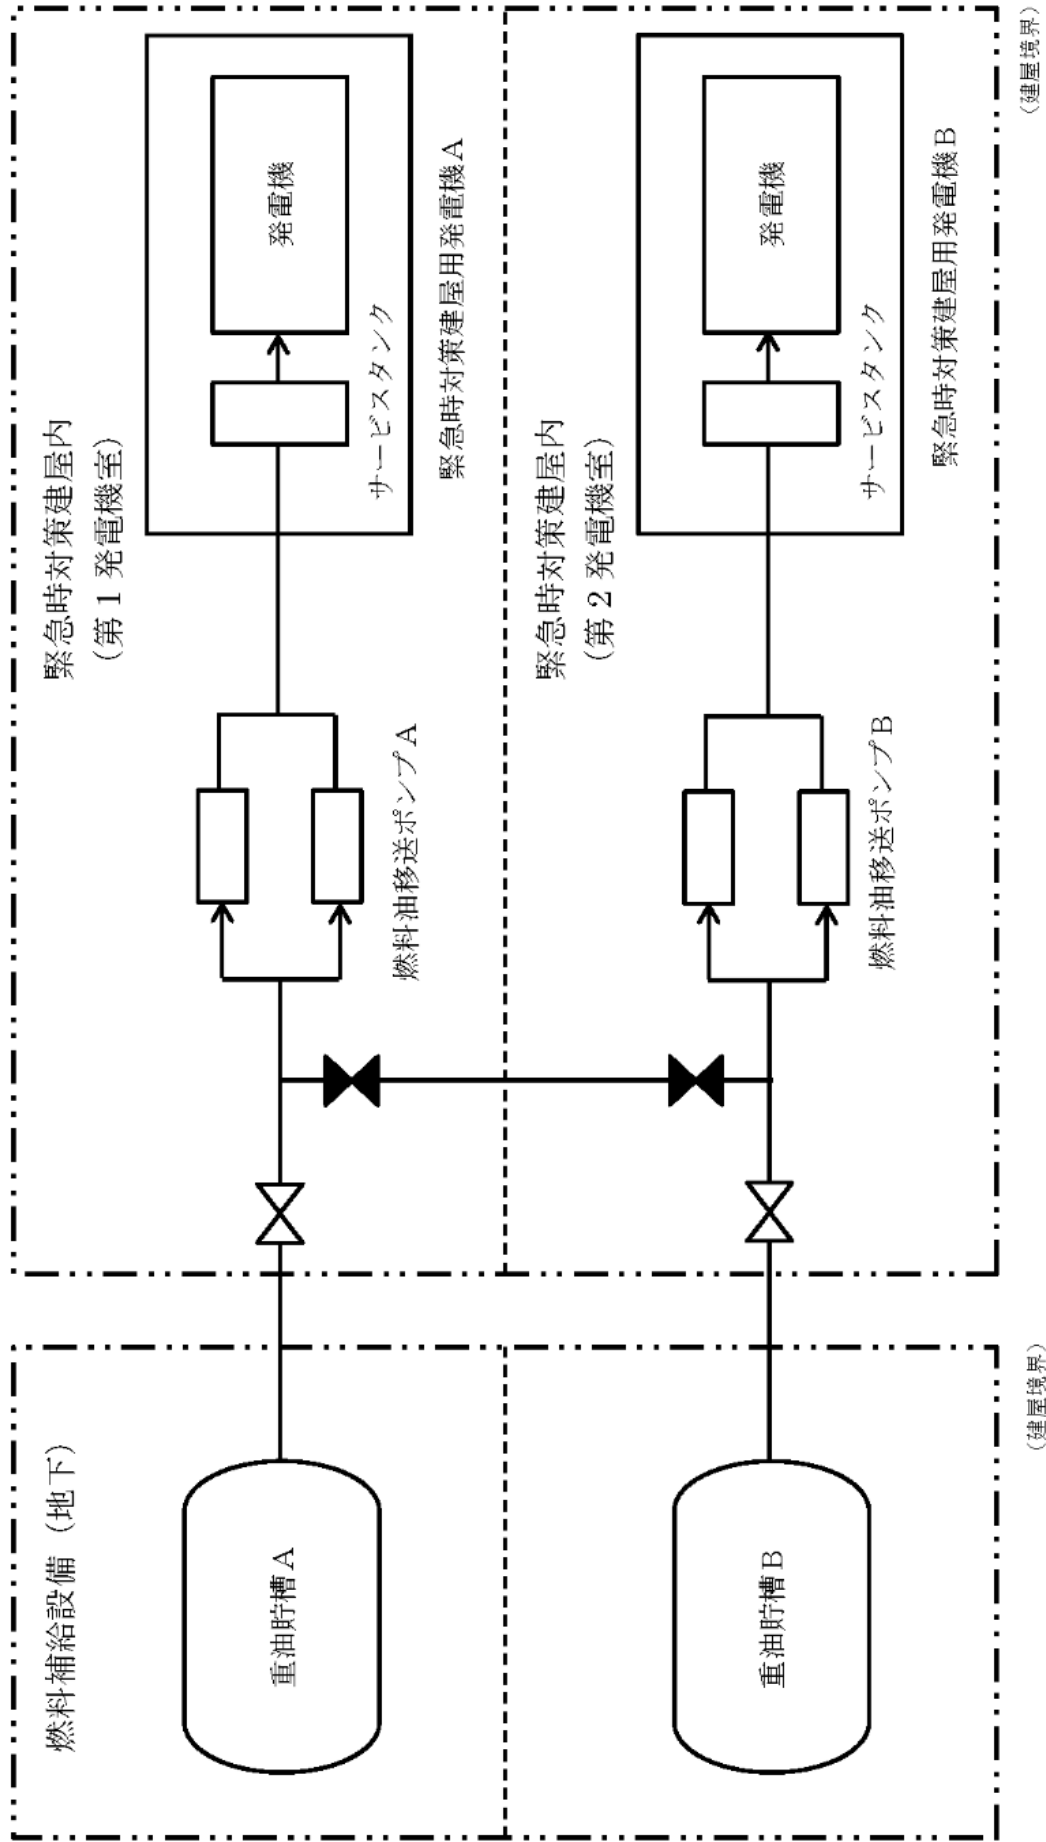 燃料補給設備（地下）
重油貯槽A
重油貯槽B
（建屋境界）
緊急時対策建屋内
（第1発電機室）
燃料油移送ポンプA
サービスタンク
発電機
緊急時対策建屋用発電機A
緊急時対策建屋内
（第2発電機室）
燃料油移送ポンプB
サービスタンク
発電機
緊急時対策建屋用発電機B
（建屋境界）